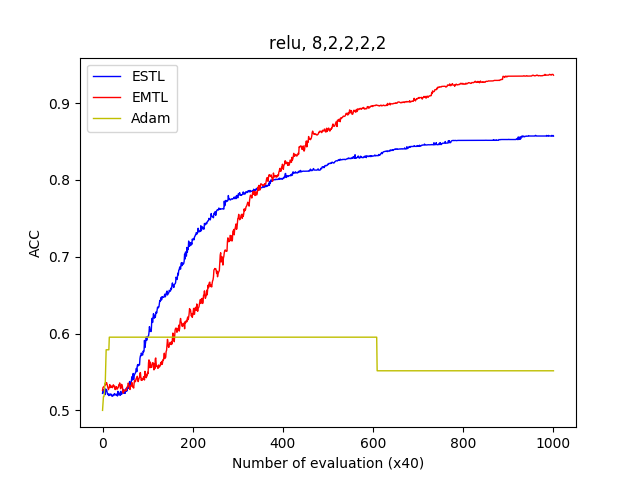 relu, 8,2,2,2,2
ESTL
EMTL
Adam
ACC
0.9
0.8
0.7
0.6
0.5
0
200
400
600
800
1000
Number of evaluation (x40)